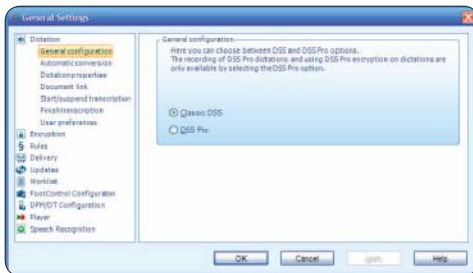 General Settings
Dictation
General configuration
Automatic conversion
Dictation properties
Document link
Start/suspend transcription
Finish transcription
User preferences
Encryption
Rules
Delivery
Updates
Worklist
FootControl Configuration
DPM/DT Configuration
Player
Speech Recognition
General configuration
Here you can choose between DSS and DSS Pro options.
The recording of DSS Pro dictations and using DSS Pro encryption on dictations are
only available by selecting the DSS Pro option.
Classic DSS
DSS Pro
OK
Cancel
Apply
Help